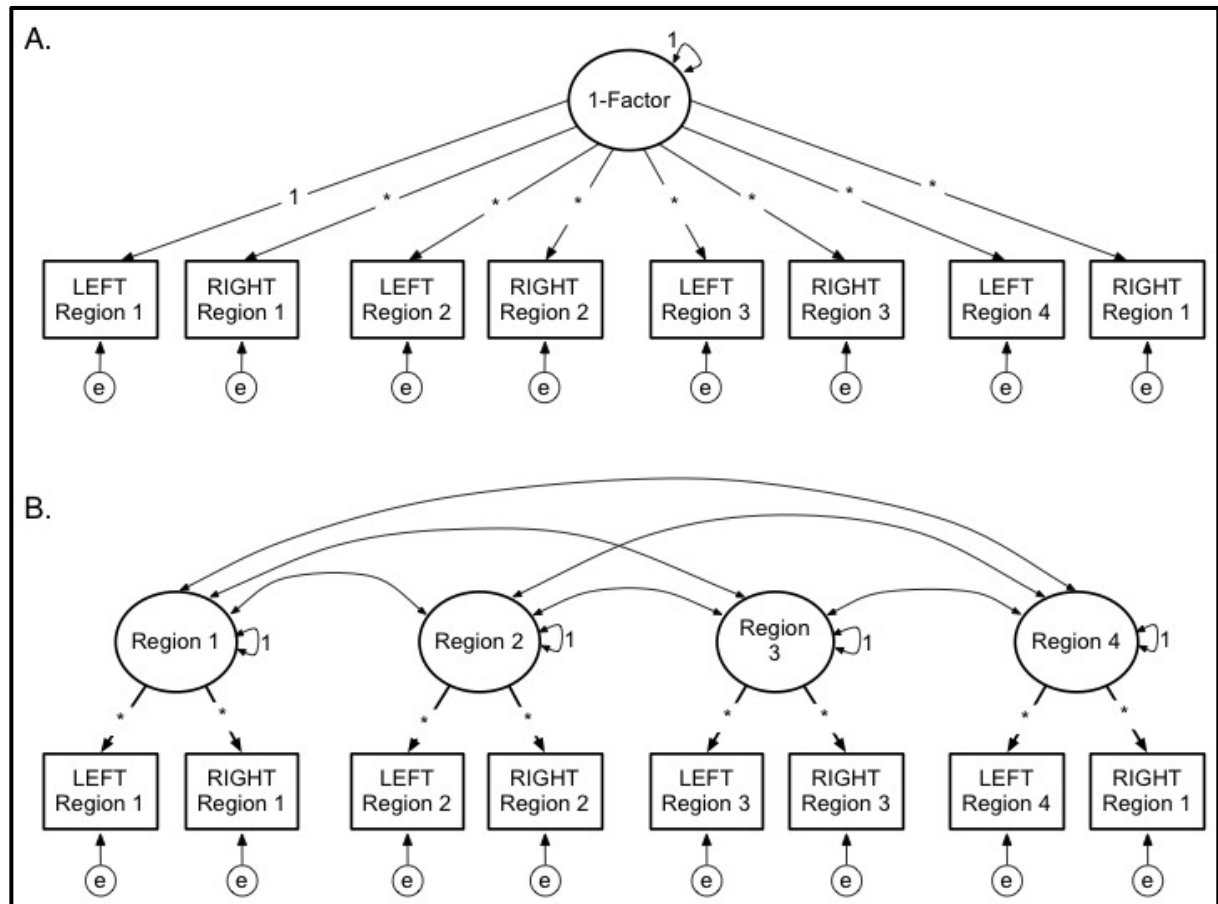 A.
1
1-Factor
1 * * * * * * *
LEFT RIGHT LEFT RIGHT LEFT RIGHT LEFT RIGHT
Region 1 Region 1 Region 2 Region 2 Region 3 Region 3 Region 4 Region 1
e e e e e e e e
B.
Region 1 1 Region 2 1 Region 3 1 Region 4 1
* * * * * * * *
LEFT RIGHT LEFT RIGHT LEFT RIGHT LEFT RIGHT
Region 1 Region 1 Region 2 Region 2 Region 3 Region 3 Region 4 Region 1
e e e e e e e e